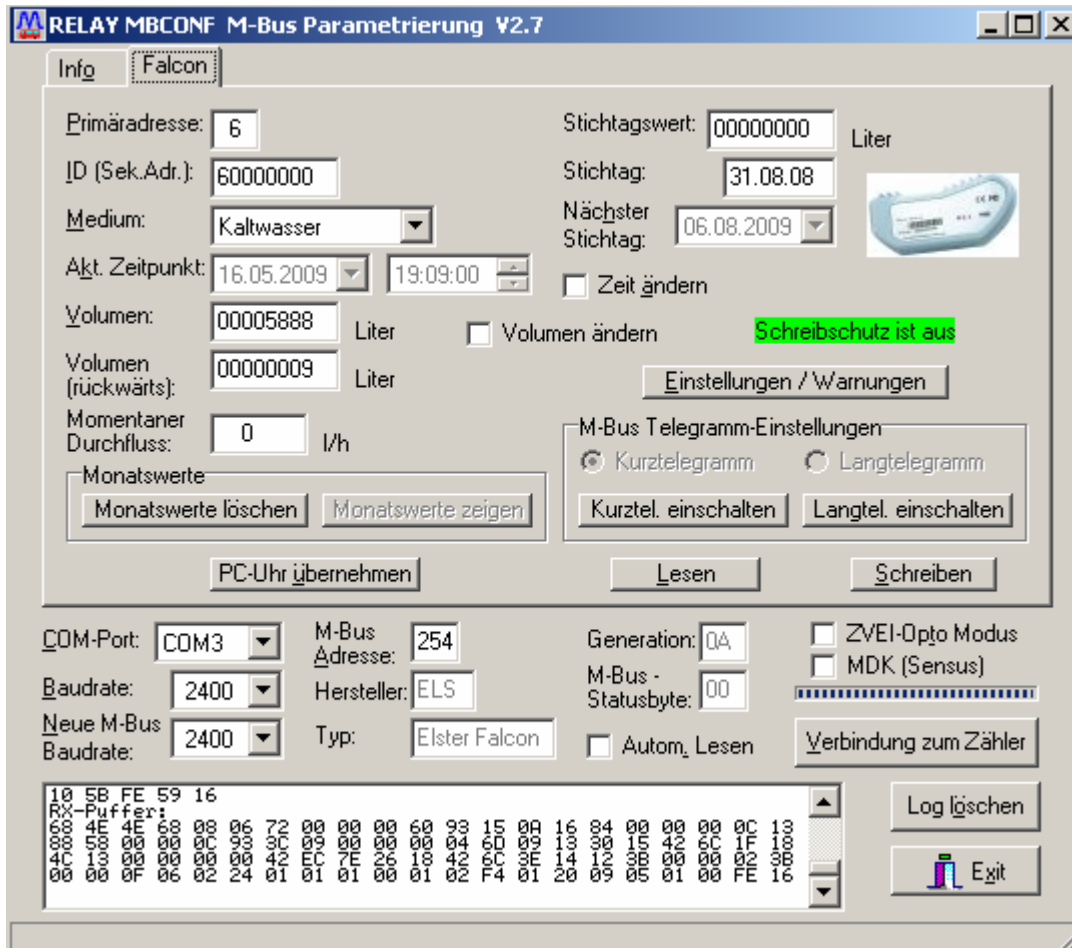 RELAY MBCONF M-Bus Parametrierung V2.7
Info
Falcon
Primäradresse: 6
Stichtagswert: 00000000 Liter
ID (Sek.Adr.): 60000000
Stichtag: 31.08.08
Medium: Kaltwasser
Nächster Stichtag: 06.08.2009
Akt. Zeitpunkt: 16.05.2009 19:09:00
Zeit ändern
Volumen: 00005888 Liter
Volumen ändern
Schreibschutz ist aus
Volumen (rückwärts): 00000009 Liter
Einstellungen / Warnungen
Momentaner Durchfluss: 0 l/h
M-Bus Telegramm-Einstellungen
Kurztelegramm Langtelegramm
Monatswerte
Monatswerte löschen Monatswerte zeigen
Kurztel. einschalten Langtel. einschalten
PC-Uhr übernehmen
Lesen
Schreiben
COM-Port: COM3
M-Bus Adresse: 254
Generation: 0A
ZVEI-Opto Modus
MDK (Sensus)
Baudrate: 2400
Hersteller: ELS
M-Bus - Statusbyte: 00
Neue M-Bus Baudrate: 2400
Typ: Elster Falcon
Autom. Lesen
Verbindung zum Zähler
10 5B FE 59 16
RX-Puffer:
68 4E 4E 68 08 06 72 00 00 00 60 93 15 0A 16 84 00 00 00 0C 13
88 58 00 00 0C 93 3C 09 00 00 00 04 6D 09 13 30 15 42 6C 1F 18
4C 13 00 00 00 00 42 EC 7E 26 18 42 6C 3E 14 12 3B 00 00 02 3B
00 00 0F 06 02 24 01 01 01 00 01 02 F4 01 20 09 05 01 00 FE 16
Log löschen
Exit